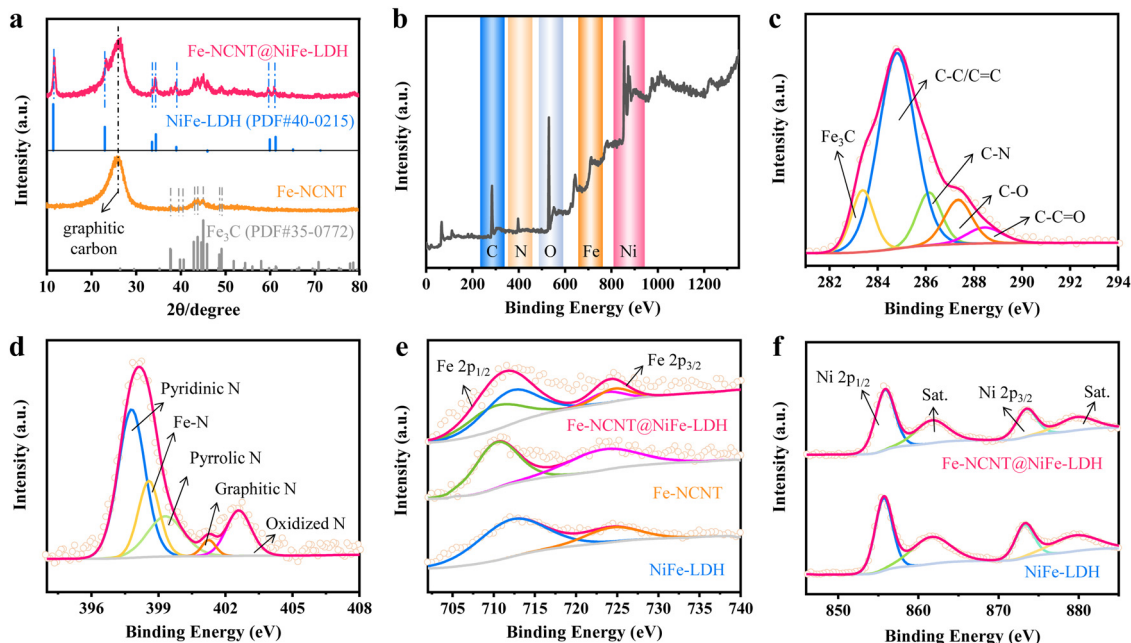 a
Intensity (a.u.)
Fe-NCNT@NiFe-LDH
NiFe-LDH (PDF#40-0215)
Fe-NCNT
graphitic
carbon
Fe₃C (PDF#35-0772)
10 20 30 40 50 60 70 80
2θ/degree
b
Intensity (a.u.)
C N O Fe Ni
0 200 400 600 800 1000 1200
Binding Energy (eV)
c
Intensity (a.u.)
C-C/C=C
Fe₃C
C-N
C-O
C-C=O
282 284 286 288 290 292 294
Binding Energy (eV)
d
Intensity (a.u.)
Pyridinic N
Fe-N
Pyrrolic N
Graphitic N
Oxidized N
396 399 402 405 408
Binding Energy (eV)
e
Intensity (a.u.)
Fe 2p₁/₂
Fe 2p₃/₂
Fe-NCNT@NiFe-LDH
Fe-NCNT
NiFe-LDH
705 710 715 720 725 730 735 740
Binding Energy (eV)
f
Intensity (a.u.)
Ni 2p₁/₂
Sat.
Ni 2p₃/₂
Sat.
Fe-NCNT@NiFe-LDH
NiFe-LDH
850 860 870 880
Binding Energy (eV)